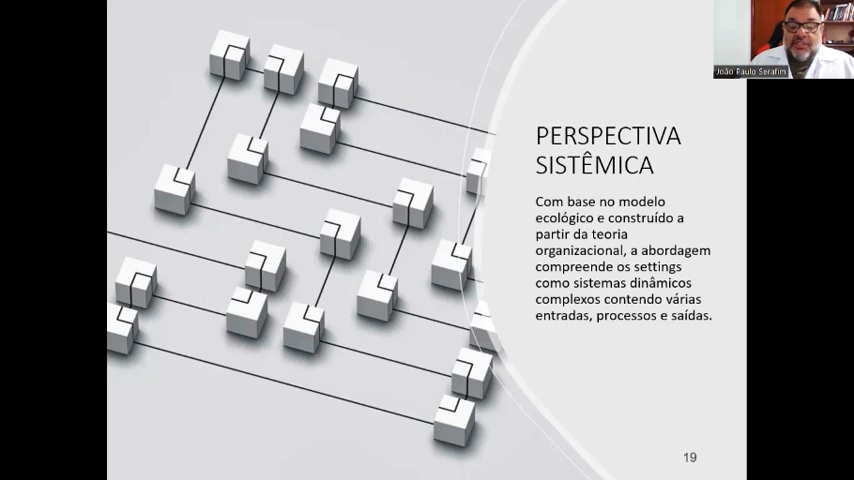 João Paulo Serafim
PERSPECTIVA
SISTÊMICA
Com base no modelo
ecológico e construído a
partir da teoria
organizacional, a abordagem
compreende os settings
como sistemas dinâmicos
complexos contendo várias
entradas, processos e saídas.
19